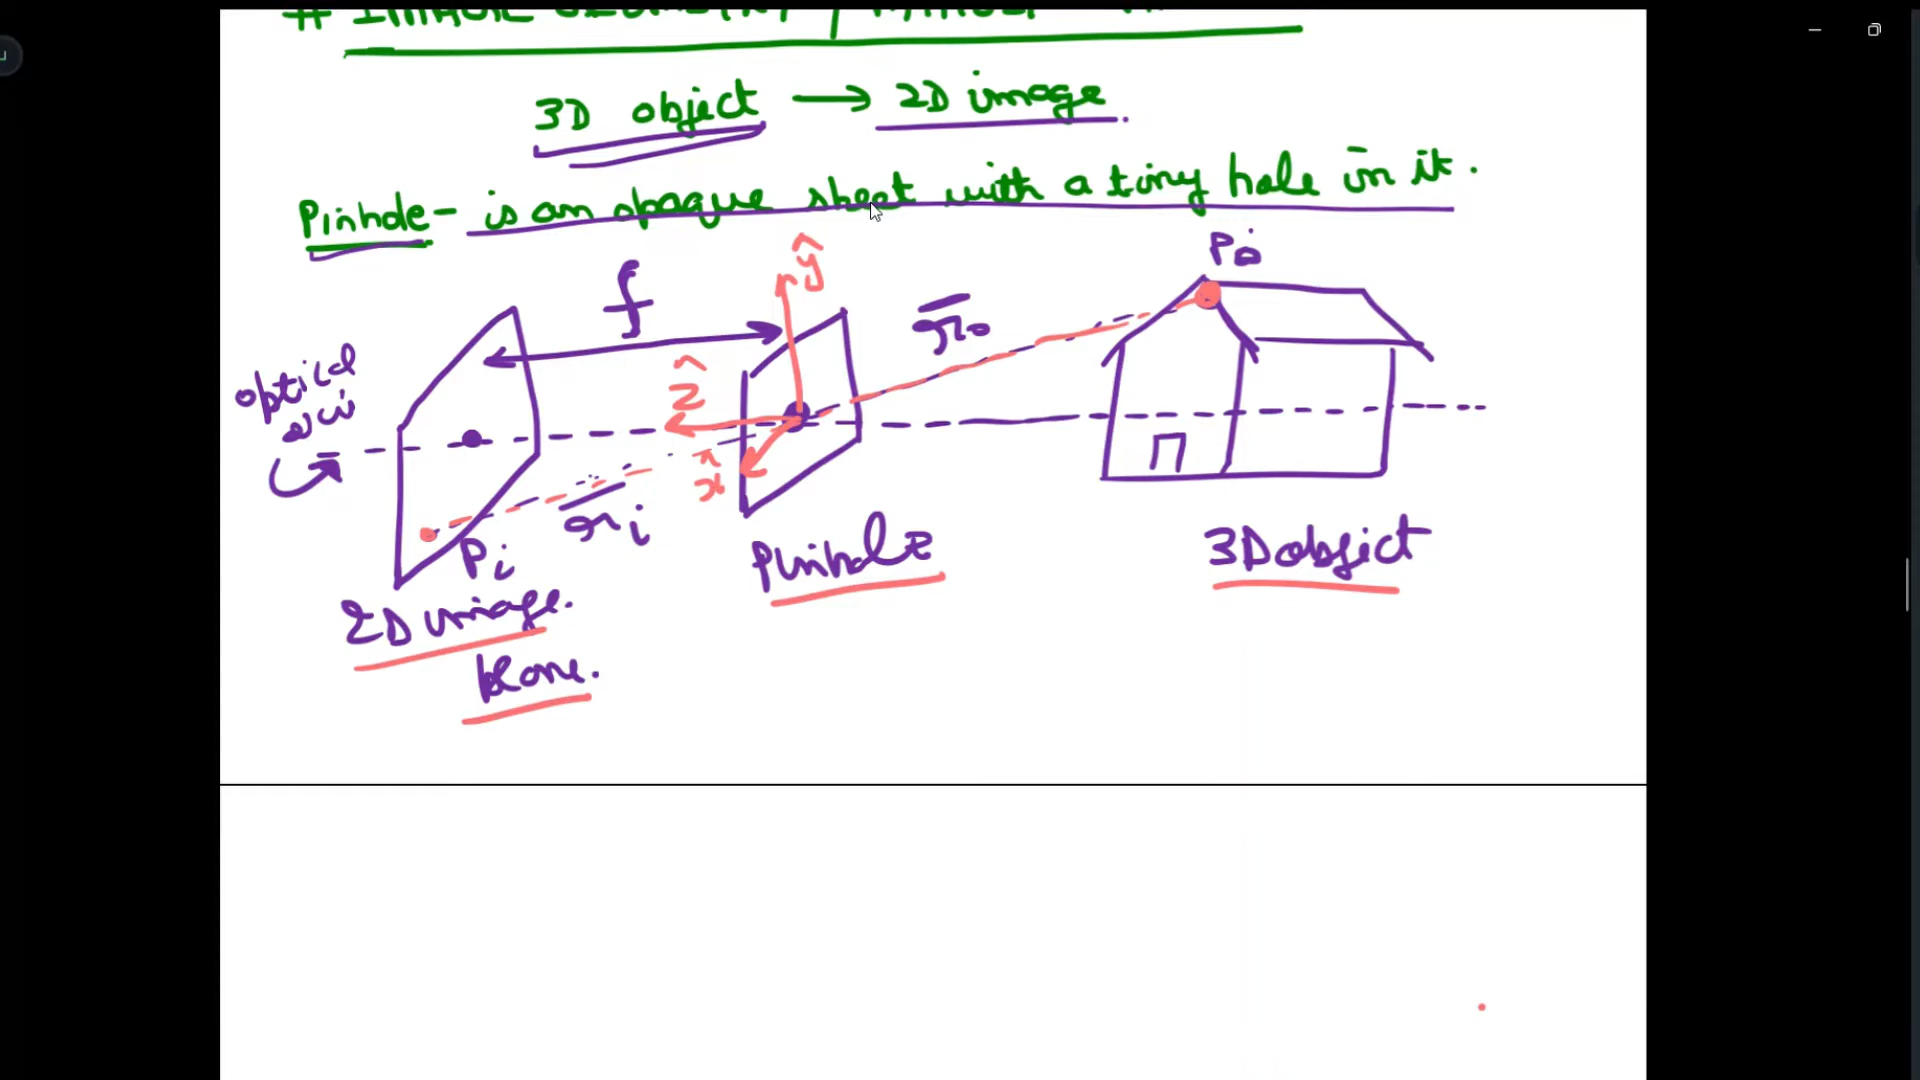 3D object → 2D image.
Pinhole - is an opaque sheet with a tiny hole in it.
P₀
ŷ
f
r̄₀
optical axis
ẑ
x̂
r̄ᵢ
Pᵢ
Pinhole
3D object
2D image.
plane.